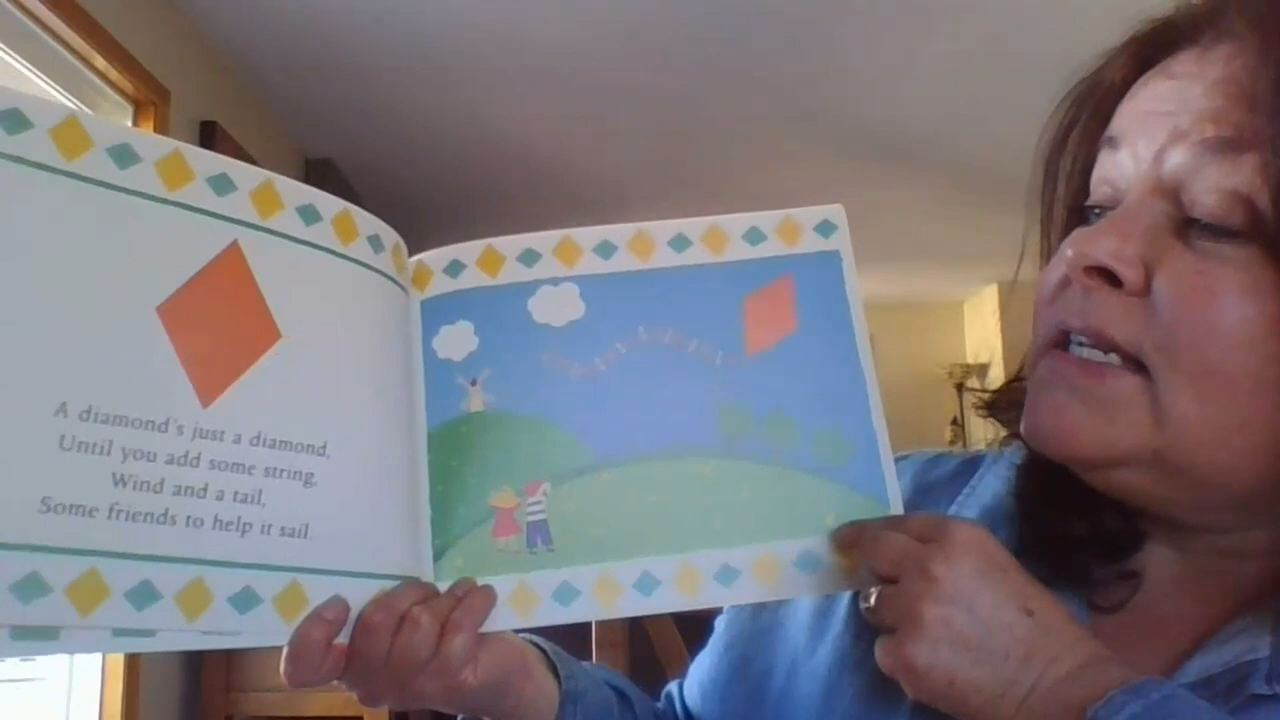 A diamond's just a diamond,
Until you add some string,
Wind and a tail,
Some friends to help it sail.